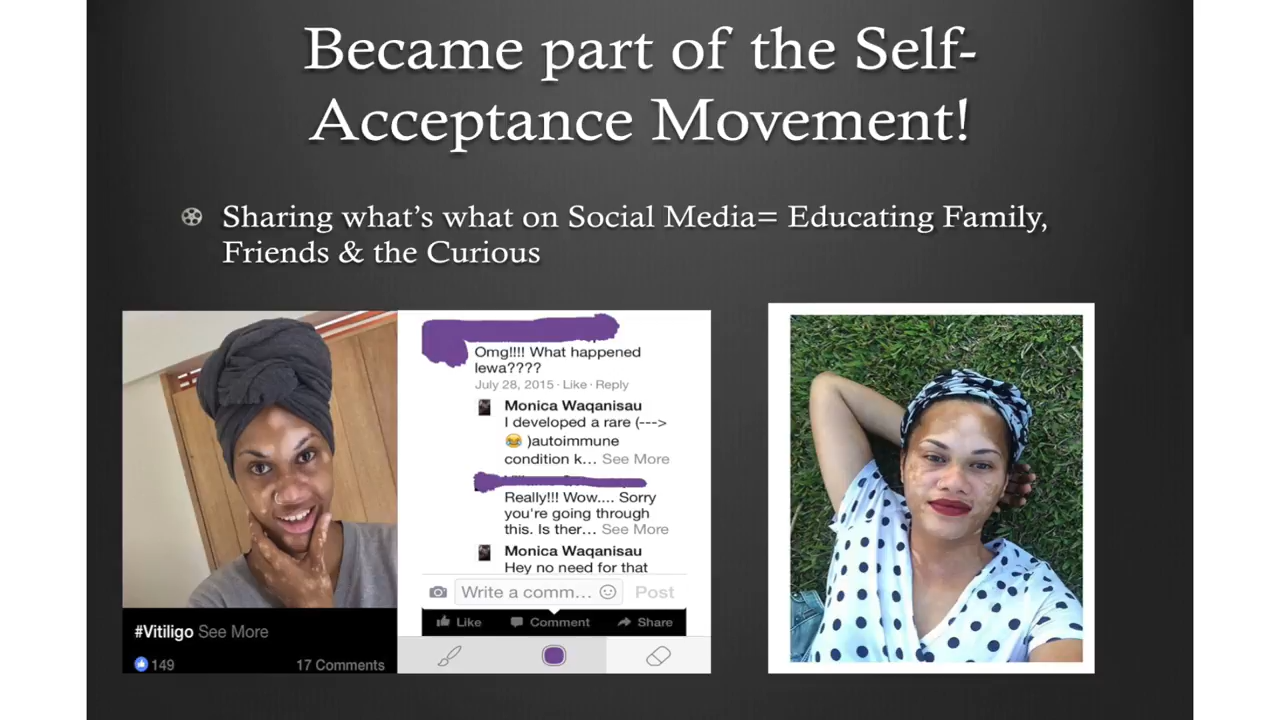 Became part of the Self-
Acceptance Movement!
Sharing what's what on Social Media= Educating Family,
Friends & the Curious
#Vitiligo See More
149 17 Comments
Omg!!!! What happened
lewa????
July 28, 2015 · Like · Reply
Monica Waqanisau
I developed a rare (--->
😂 )autoimmune
condition k... See More
Really!!! Wow.... Sorry
you're going through
this. Is ther... See More
Monica Waqanisau
Hey no need for that
Write a comm... Post
Like Comment Share